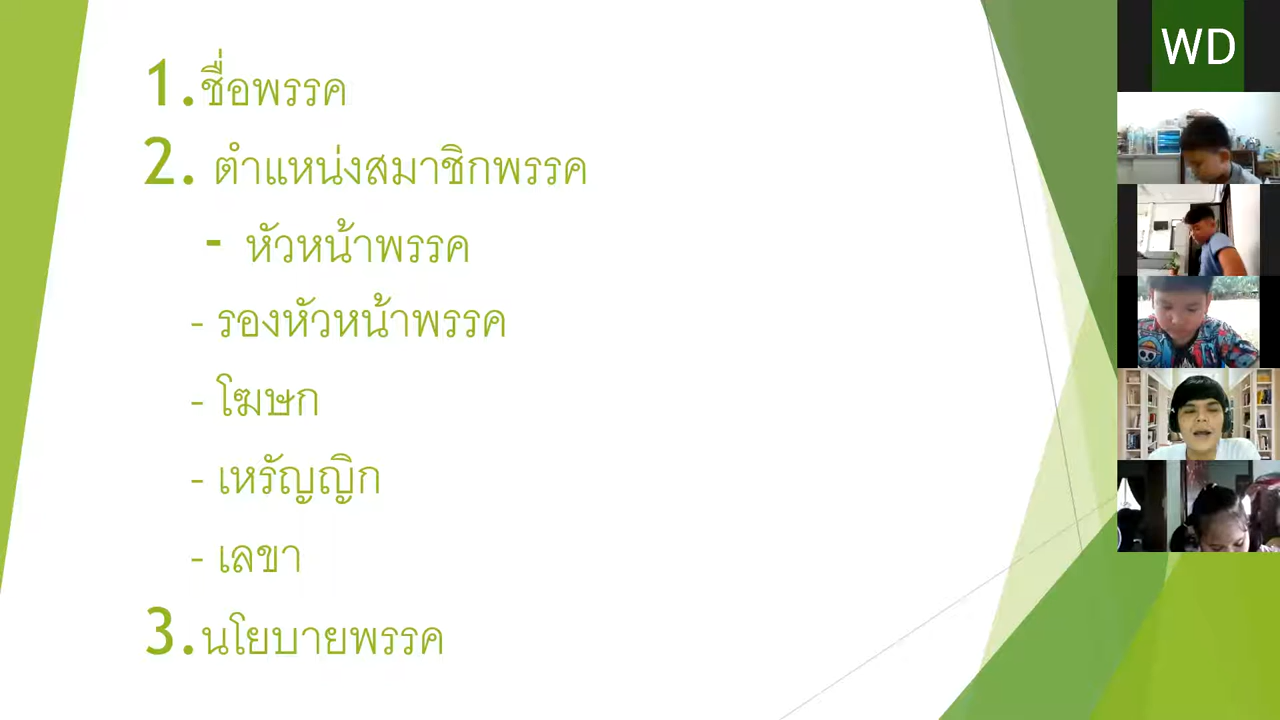 1.ชื่อพรรค
2. ตำแหน่งสมาชิกพรรค
- หัวหน้าพรรค
- รองหัวหน้าพรรค
- โฆษก
- เหรัญญิก
- เลขา
3.นโยบายพรรค
WD